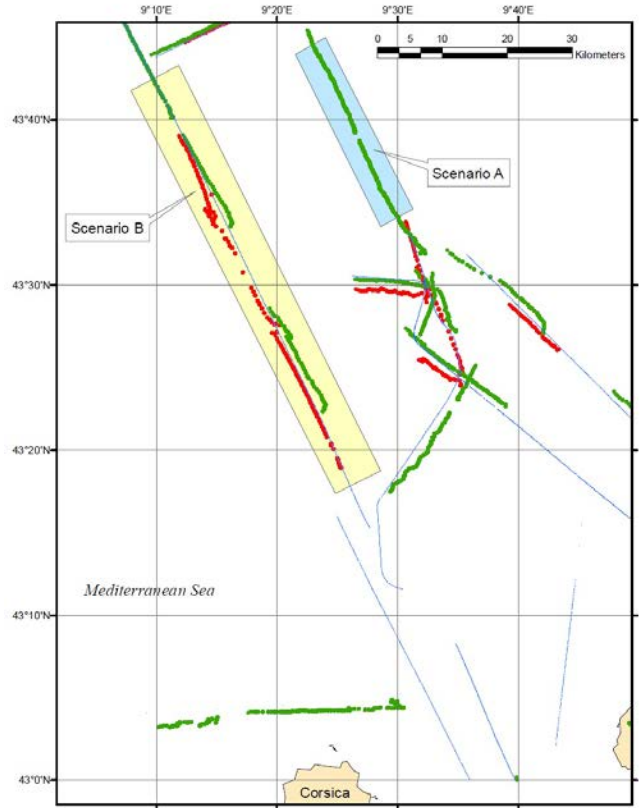 9°10'E 9°20'E 9°30'E 9°40'E
0 5 10 20 30
Kilometers
43°40'N
Scenario A
Scenario B
43°30'N
43°20'N
Mediterranean Sea
43°10'N
43°0'N
Corsica